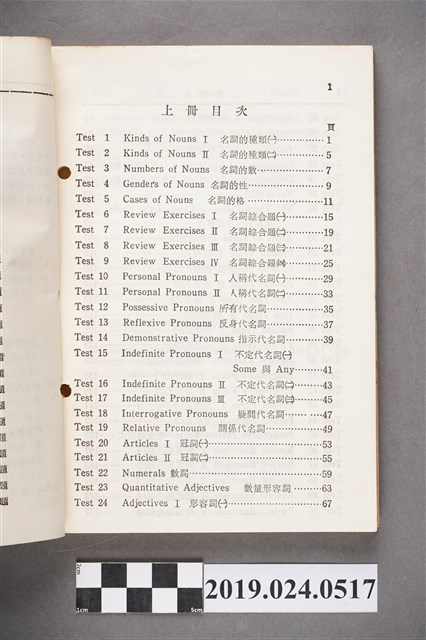 1
上冊目次
頁
Test 1 Kinds of Nouns Ⅰ 名詞的種類㈠················1
Test 2 Kinds of Nouns Ⅱ 名詞的種類㈡················5
Test 3 Numbers of Nouns 名詞的數················7
Test 4 Genders of Nouns 名詞的性················9
Test 5 Cases of Nouns 名詞的格················11
Test 6 Review Exercises Ⅰ 名詞綜合題㈠········15
Test 7 Review Exercises Ⅱ 名詞綜合題㈡········19
Test 8 Review Exercises Ⅲ 名詞綜合題㈢········21
Test 9 Review Exercises Ⅳ 名詞綜合題㈣········25
Test 10 Personal Pronouns Ⅰ 人稱代名詞㈠········29
Test 11 Personal Pronouns Ⅱ 人稱代名詞㈡········33
Test 12 Possessive Pronouns 所有代名詞············35
Test 13 Reflexive Pronouns 反身代名詞············37
Test 14 Demonstrative Pronouns 指示代名詞········39
Test 15 Indefinite Pronouns Ⅰ 不定代名詞㈠
Some 與 Any······41
Test 16 Indefinite Pronouns Ⅱ 不定代名詞㈡······43
Test 17 Indefinite Pronouns Ⅲ 不定代名詞㈢······45
Test 18 Interrogative Pronouns 疑問代名詞········47
Test 19 Relative Pronouns 關係代名詞············49
Test 20 Articles Ⅰ 冠詞㈠························53
Test 21 Articles Ⅱ 冠詞㈡························55
Test 22 Numerals 數詞····························59
Test 23 Quantitative Adjectives 數量形容詞······63
Test 24 Adjectives Ⅰ 形容詞㈠····················67
2cm
1cm
5cm
2019.024.0517